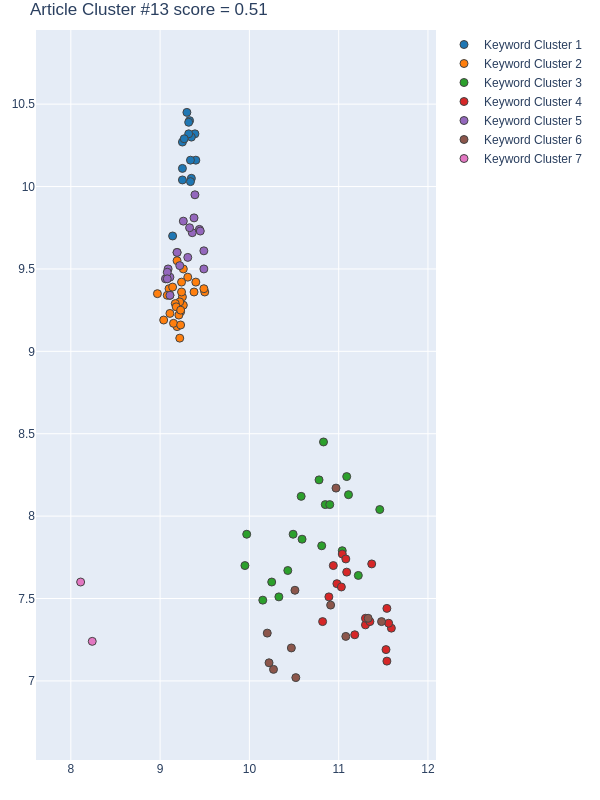 Article Cluster #13 score = 0.51
Keyword Cluster 1
Keyword Cluster 2
Keyword Cluster 3
Keyword Cluster 4
Keyword Cluster 5
Keyword Cluster 6
Keyword Cluster 7
10.5
10
9.5
9
8.5
8
7.5
7
8
9
10
11
12